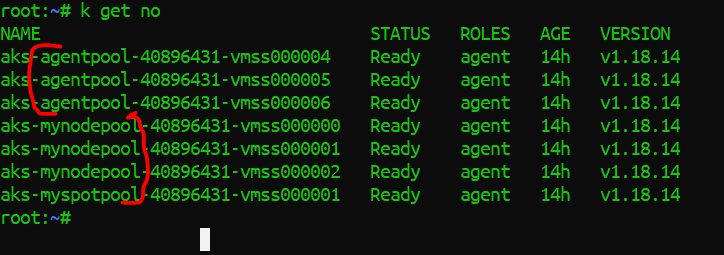 root:~# k get no
NAME STATUS ROLES AGE VERSION
aks-agentpool-40896431-vmss000004 Ready agent 14h v1.18.14
aks-agentpool-40896431-vmss000005 Ready agent 14h v1.18.14
aks-agentpool-40896431-vmss000006 Ready agent 14h v1.18.14
aks-mynodepool-40896431-vmss000000 Ready agent 14h v1.18.14
aks-mynodepool-40896431-vmss000001 Ready agent 14h v1.18.14
aks-mynodepool-40896431-vmss000002 Ready agent 14h v1.18.14
aks-myspotpool-40896431-vmss000001 Ready agent 14h v1.18.14
root:~#